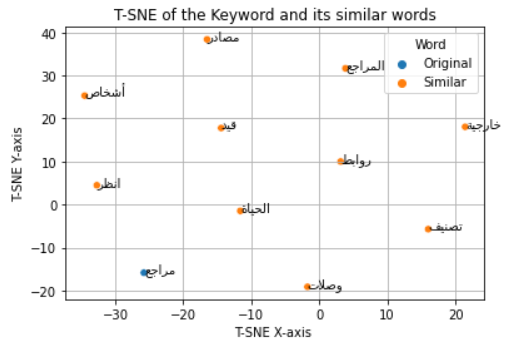 T-SNE of the Keyword and its similar words
Word
Original
Similar
T-SNE Y-axis
40
30
20
10
0
−10
−20
مصادر
المراجع
أشخاص
قيد
خارجية
روابط
انظر
الحياة
تصنيف
مراجع
وصلات
−30
−20
−10
0
10
20
T-SNE X-axis